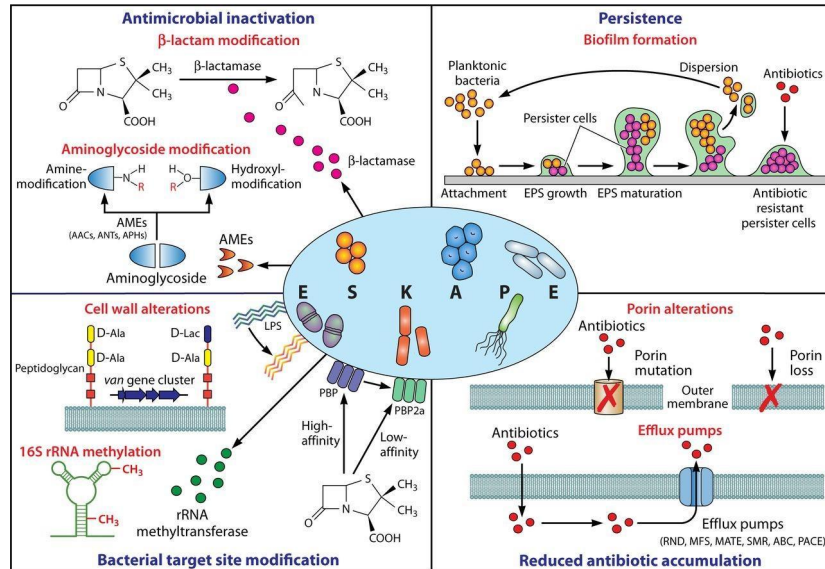 Antimicrobial inactivation
β-lactam modification
S
CH₃
CH₃
N
O
COOH
β-lactamase
S
CH₃
CH₃
N
O
COOH
β-lactamase
Aminoglycoside modification
Amine-
modification
H
N
R
H
O
R
Hydroxyl-
modification
AMEs
(AACs, ANTs, APHs)
Aminoglycoside
AMEs
Persistence
Biofilm formation
Planktonic
bacteria
Dispersion
Antibiotics
Persister cells
Attachment
EPS growth
EPS maturation
Antibiotic
resistant
persister cells
E S K A P E
Cell wall alterations
D-Ala
D-Lac
D-Ala
D-Ala
Peptidoglycan
van gene cluster
LPS
PBP
PBP2a
High-
affinity
Low-
affinity
16S rRNA methylation
CH₃
CH₃
rRNA
methyltransferase
S
CH₃
CH₃
N
O
COOH
Bacterial target site modification
Porin alterations
Antibiotics
Porin
mutation
Porin
loss
Outer
membrane
Efflux pumps
Antibiotics
Efflux pumps
(RND, MFS, MATE, SMR, ABC, PACE)
Reduced antibiotic accumulation